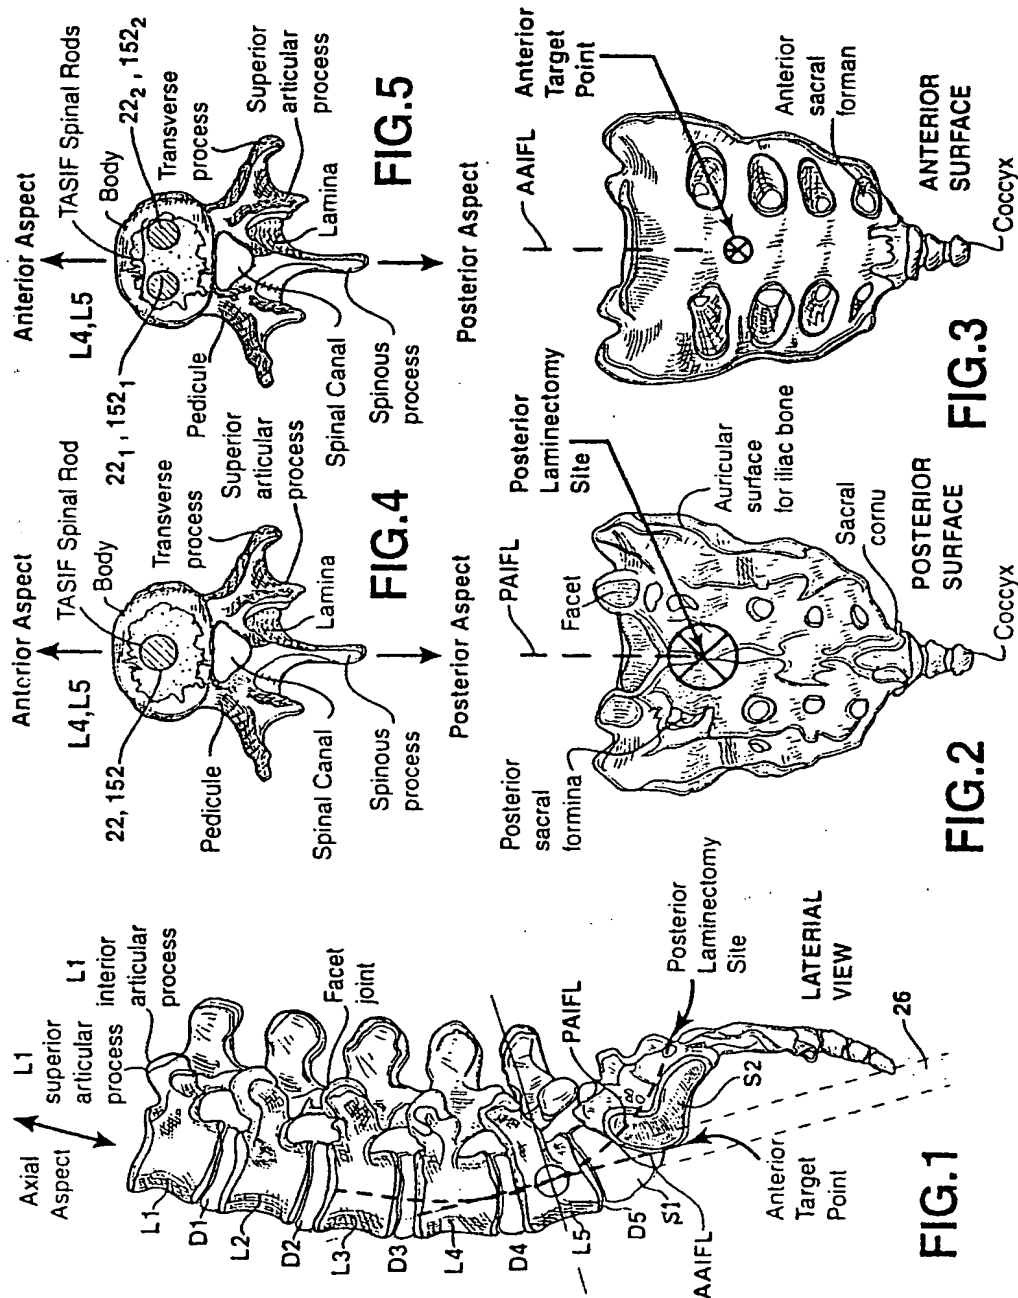 L1
superior
articular
process
L1
interior
articular
process
Axial
Aspect
Facet
joint
L1
D1
L2
D2
L3
D3
L4
D4
L5
D5
S1
AAIFL
PAIFL
Posterior
Laminectomy
Site
S2
Anterior
Target
Point
LATERIAL
VIEW
26
FIG.1
PAIFL
Posterior
Laminectomy
Site
Facet
Posterior
sacral
formina
Auricular
surface
for iliac bone
Sacral
cornu
POSTERIOR
SURFACE
Coccyx
FIG.2
AAIFL
Anterior
Target
Point
Anterior
sacral
forman
ANTERIOR
SURFACE
Coccyx
FIG.3
Anterior Aspect
L4,L5
TASIF Spinal Rod
Body
22, 152
Transverse
process
Pedicule
Superior
articular
process
Spinal Canal
Lamina
Spinous
process
Posterior Aspect
FIG.4
Anterior Aspect
L4,L5
TASIF Spinal Rods
Body
22₁, 152₁
22₂, 152₂
Transverse
process
Pedicule
Superior
articular
process
Spinal Canal
Lamina
Spinous
process
Posterior Aspect
FIG.5